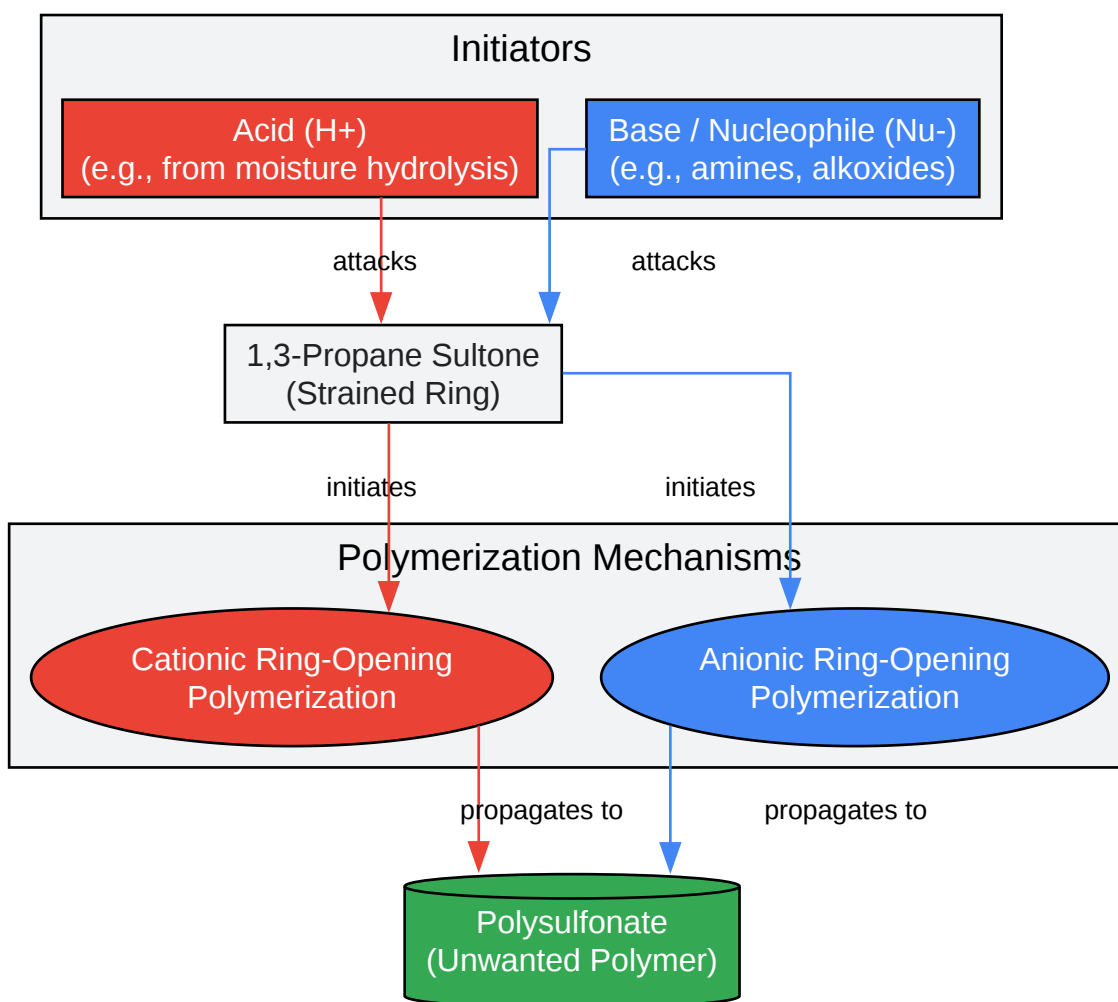 Initiators
Acid (H+)
(e.g., from moisture hydrolysis)
Base / Nucleophile (Nu-)
(e.g., amines, alkoxides)
attacks
attacks
1,3-Propane Sultone
(Strained Ring)
initiates
initiates
Polymerization Mechanisms
Cationic Ring-Opening
Polymerization
Anionic Ring-Opening
Polymerization
propagates to
propagates to
Polysulfonate
(Unwanted Polymer)